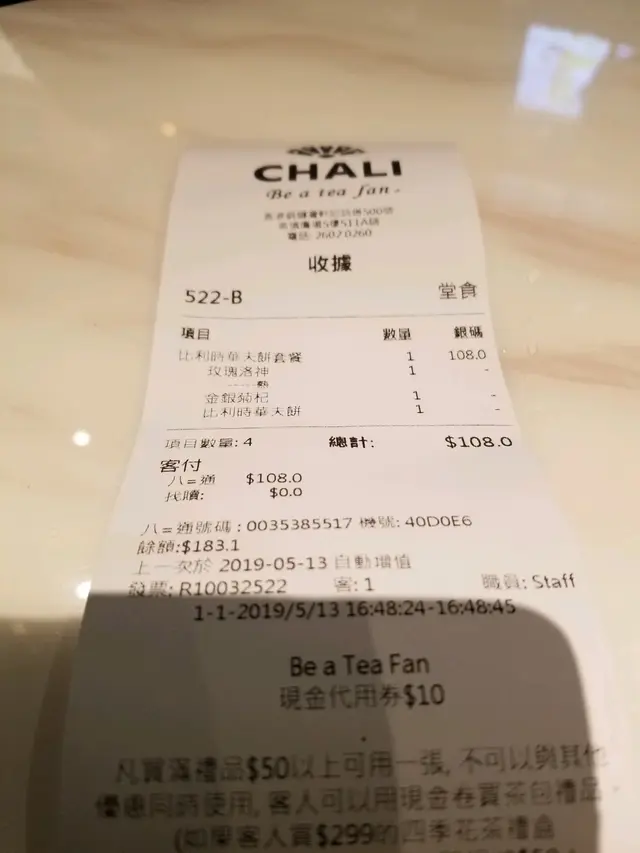 CHALI
Be a tea fan.
電話: 2602 0260
收據
522-B 堂食
項目 數量 銀碼
比利時華夫餅套餐 1 108.0
玫瑰洛神 1 -
----熱
金銀菊杞 1 -
比利時華夫餅 1 -
項目數量: 4 總計: $108.0
客付
八=通 $108.0
找贖: $0.0
八=通號碼 : 0035385517 機號: 40D0E6
餘額:$183.1
上一次於 2019-05-13 自動增值
發票: R10032522 客: 1 職員: Staff
1-1-2019/5/13 16:48:24-16:48:45
Be a Tea Fan
現金代用券$10
凡買滿禮品$50以上可用一張, 不可以與其他
優惠同時使用, 客人可以用現金卷買茶包禮品
(如果客人買$299的四季花茶禮盒